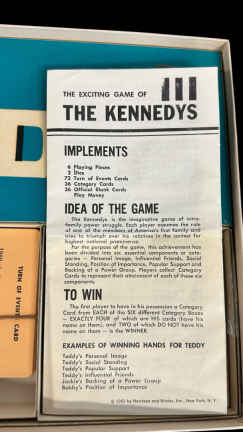 THE EXCITING GAME OF
THE KENNEDYS
IMPLEMENTS
6 Playing Pieces
2 Dice
72 Turn of Events Cards
36 Category Cards
36 Official Blank Cards
Play Money
IDEA OF THE GAME
The Kennedys is the imaginative game of intra-
family power struggle. Each player assumes the role
of one of the members of America's first family and
tries to triumph over his relatives in the contest for
highest national prominence.
For the purpose of the game, this achievement has
been divided into six essential components or cate-
gories — Personal Image, Influential Friends, Social
Standing, Position of Importance, Popular Support and
Backing of a Power Group. Players collect Category
Cards to represent their attainment of each of these six
components.
TO WIN
The first player to have in his possession a Category
Card from EACH of the SIX different Category Boxes
— EXACTLY FOUR of which are HIS cards (have his
name on them), and TWO of which DO NOT have his
name on them — is the WINNER.
EXAMPLES OF WINNING HANDS FOR TEDDY
Teddy's Personal Image
Teddy's Social Standing
Teddy's Popular Support
Teddy's Influential Friends
Jackie's Backing of a Power Group
Bobby's Position of Importance
TURN OF EVENTS CARD